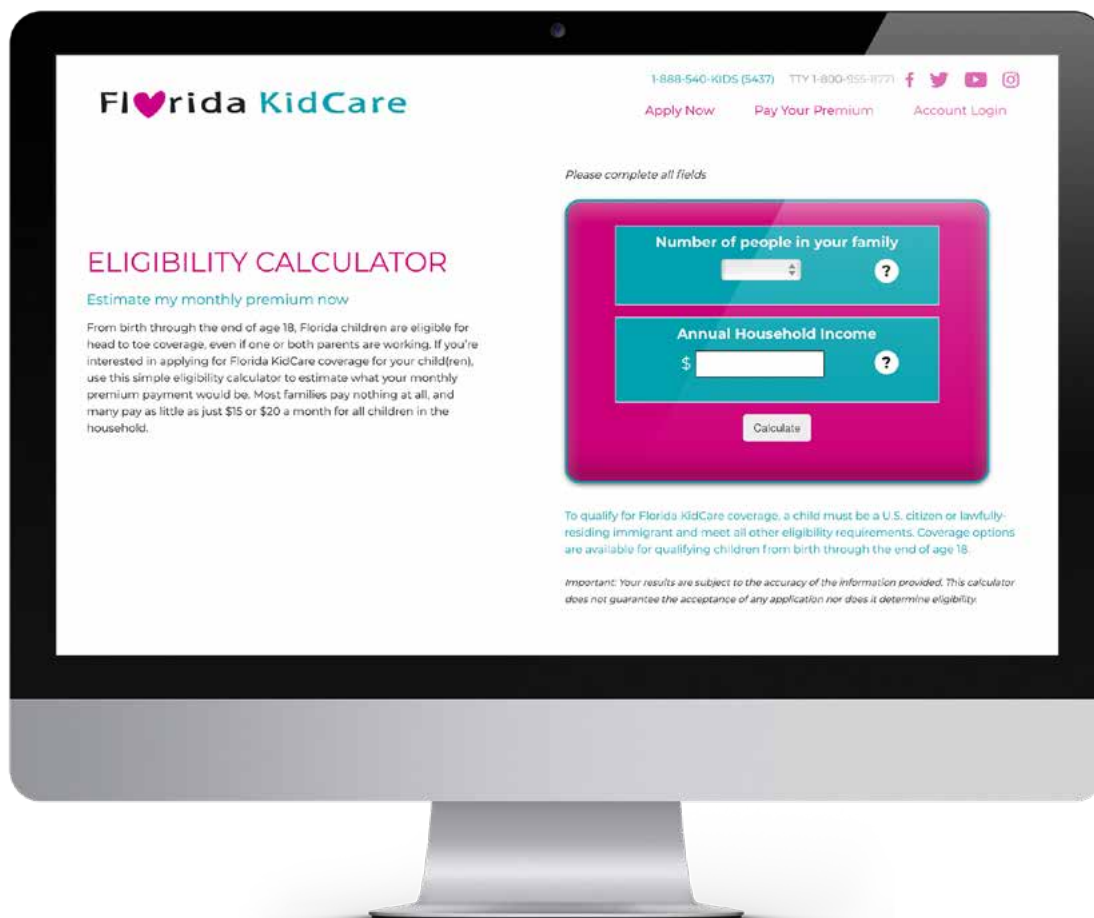 Florida KidCare
1-888-540-KIDS (5437) TTY 1-800-955-8771
Apply Now Pay Your Premium Account Login
ELIGIBILITY CALCULATOR
Estimate my monthly premium now
From birth through the end of age 18, Florida children are eligible for
head to toe coverage, even if one or both parents are working. If you're
interested in applying for Florida KidCare coverage for your child(ren),
use this simple eligibility calculator to estimate what your monthly
premium payment would be. Most families pay nothing at all, and
many pay as little as just $15 or $20 a month for all children in the
household.
Please complete all fields
Number of people in your family
?
Annual Household Income
$ ?
Calculate
To qualify for Florida KidCare coverage, a child must be a U.S. citizen or lawfully-
residing immigrant and meet all other eligibility requirements. Coverage options
are available for qualifying children from birth through the end of age 18.
Important: Your results are subject to the accuracy of the information provided. This calculator
does not guarantee the acceptance of any application nor does it determine eligibility.